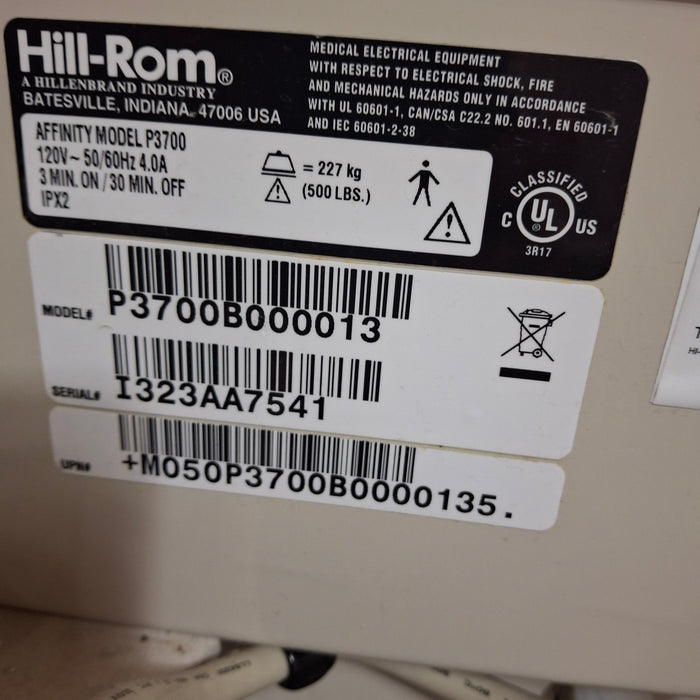 Hill-Rom®
A HILLENBRAND INDUSTRY
BATESVILLE, INDIANA, 47006 USA
MEDICAL ELECTRICAL EQUIPMENT
WITH RESPECT TO ELECTRICAL SHOCK, FIRE
AND MECHANICAL HAZARDS ONLY IN ACCORDANCE
WITH UL 60601-1, CAN/CSA C22.2 NO. 601.1, EN 60601-1
AND IEC 60601-2-38
AFFINITY MODEL P3700
120V~ 50/60Hz 4.0A
3 MIN. ON / 30 MIN. OFF
IPX2
= 227 kg
(500 LBS.)
CLASSIFIED
C UL® US
3R17
MODEL# P3700B000013
SERIAL# I323AA7541
UPN# +M050P3700B0000135.